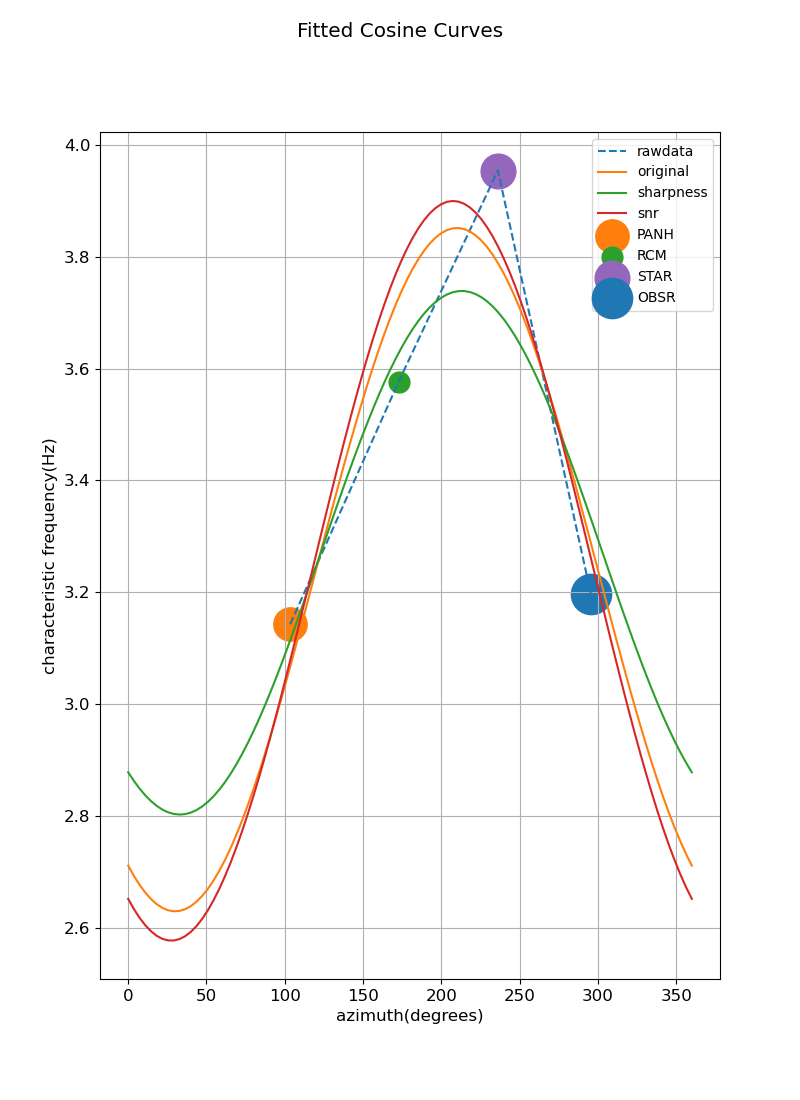 Fitted Cosine Curves
rawdata
original
sharpness
snr
PANH
RCM
STAR
OBSR
characteristic frequency(Hz)
4.0
3.8
3.6
3.4
3.2
3.0
2.8
2.6
0 50 100 150 200 250 300 350
azimuth(degrees)